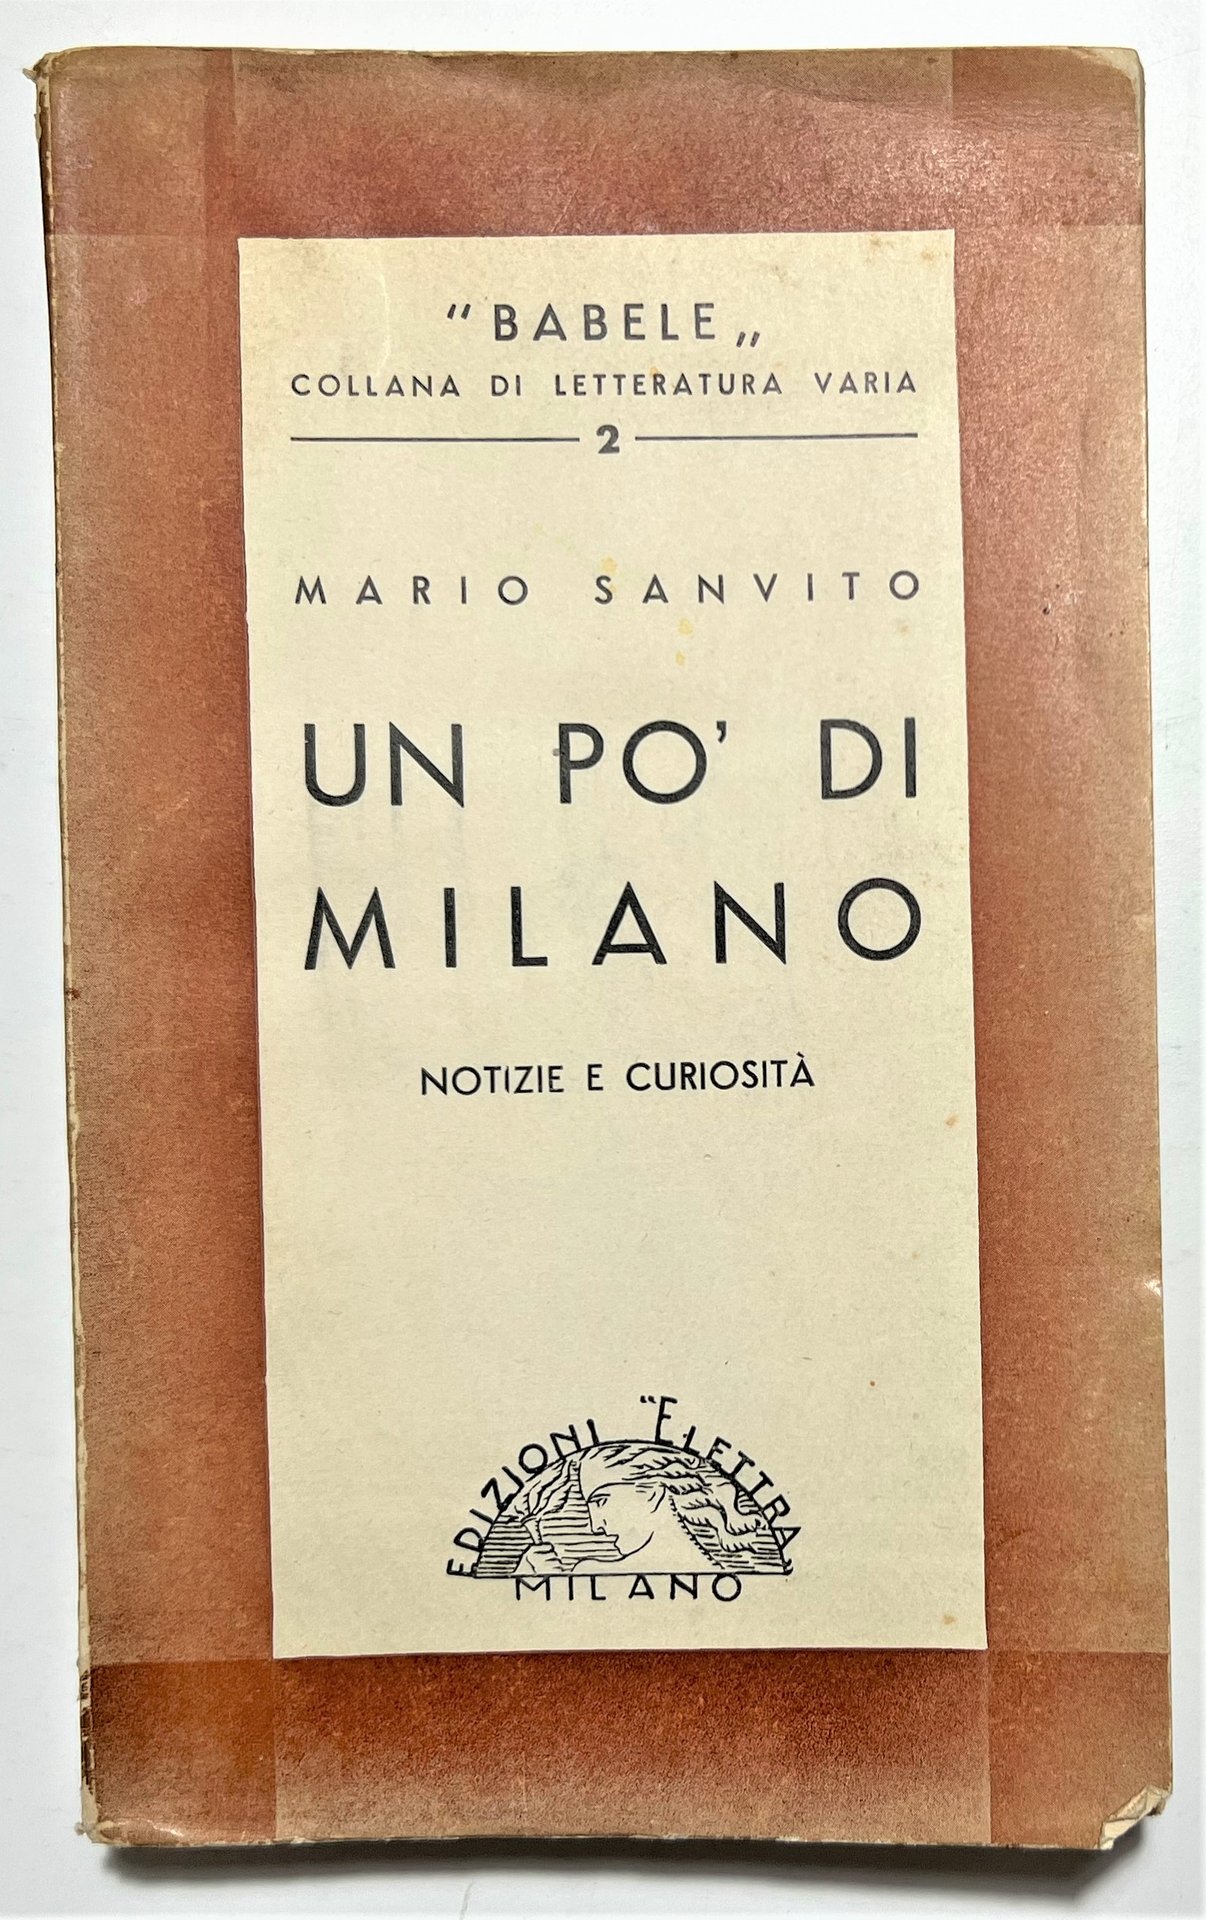 "BABELE„
COLLANA DI LETTERATURA VARIA
2
MARIO SANVITO
UN PO' DI
MILANO
NOTIZIE E CURIOSITÀ
EDIZIONI "ELETTRA„
MILANO